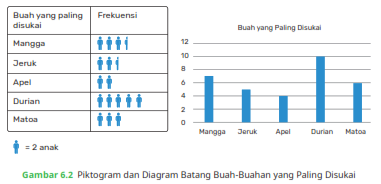 Buah yang paling disukai Frekuensi
Mangga
Jeruk
Apel
Durian
Matoa
= 2 anak
Buah yang Paling Disukai
12
10
8
6
4
2
0
Mangga Jeruk Apel Durian Matoa
Gambar 6.2 Piktogram dan Diagram Batang Buah-Buahan yang Paling Disukai